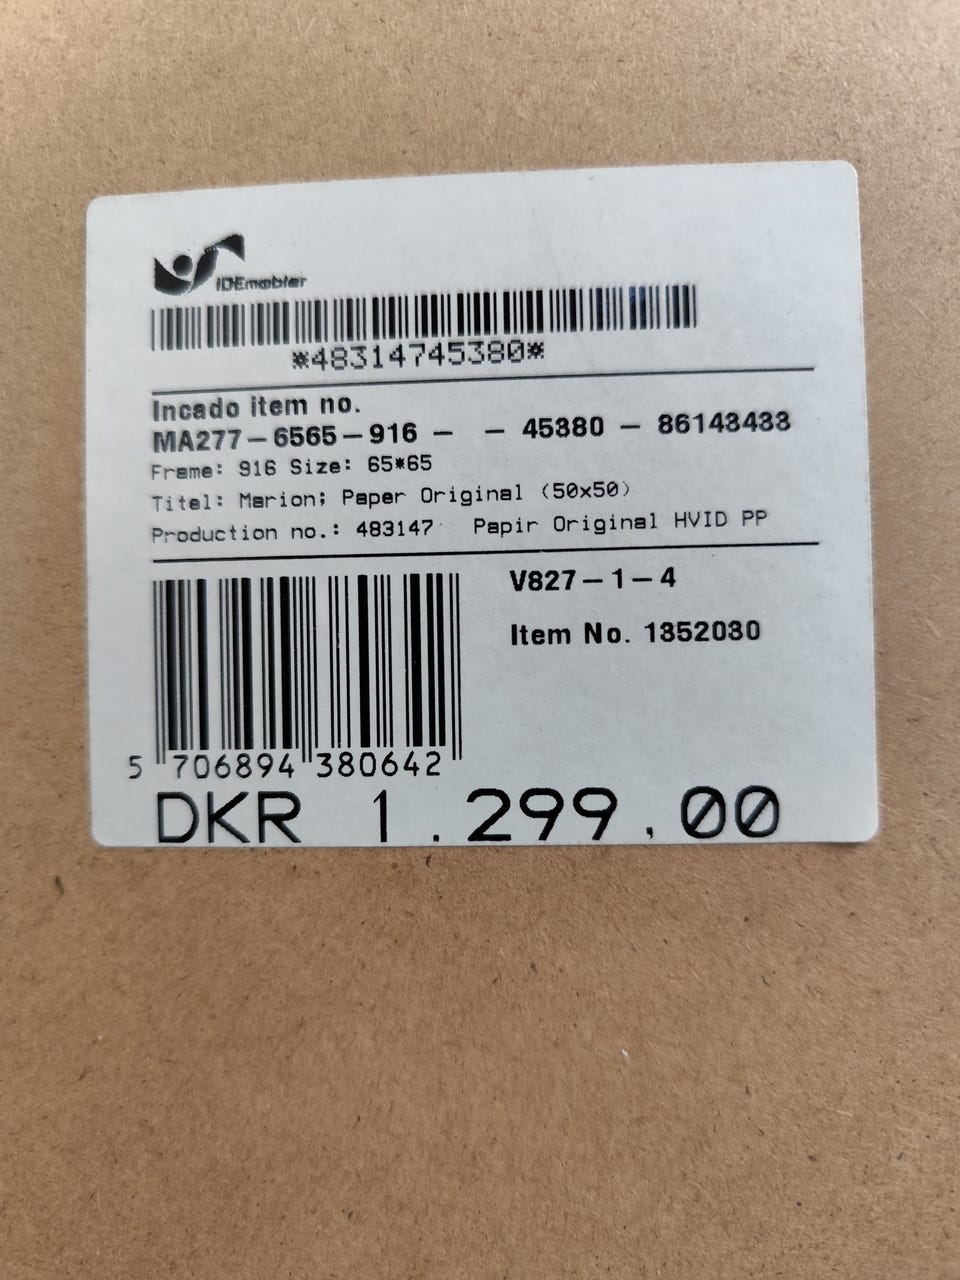 IDEmøbler
*48314745380*
Incado item no.
MA277-6565-916 - - 45380 - 86143433
Frame: 916 Size: 65*65
Titel: Marion; Paper Original (50x50)
Production no.: 483147 Papir Original HVID PP
V827-1-4
Item No. 1352030
5 706894 380642
DKR 1.299,00